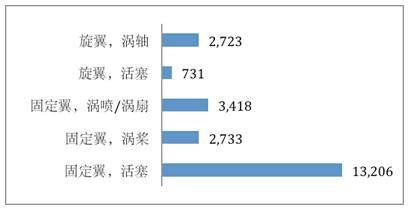 旋翼，涡轴 2,723
旋翼，活塞 731
固定翼，涡喷/涡扇 3,418
固定翼，涡桨 2,733
固定翼，活塞 13,206